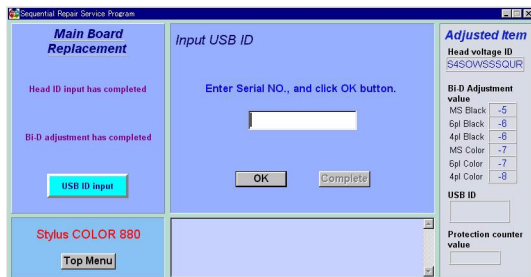 Sequential Repair Service Program
Main Board
Replacement
Head ID input has completed
Bi-D adjustment has completed
USB ID input
Stylus COLOR 880
Top Menu
Input USB ID
Enter Serial NO., and click OK button.
OK
Complete
Adjusted Item
Head voltage ID
S4SOWSSSQUR
Bi-D Adjustment
value
MS Black -5
6pl Black -6
4pl Black -6
MS Color -7
6pl Color -7
4pl Color -8
USB ID
Protection counter
value